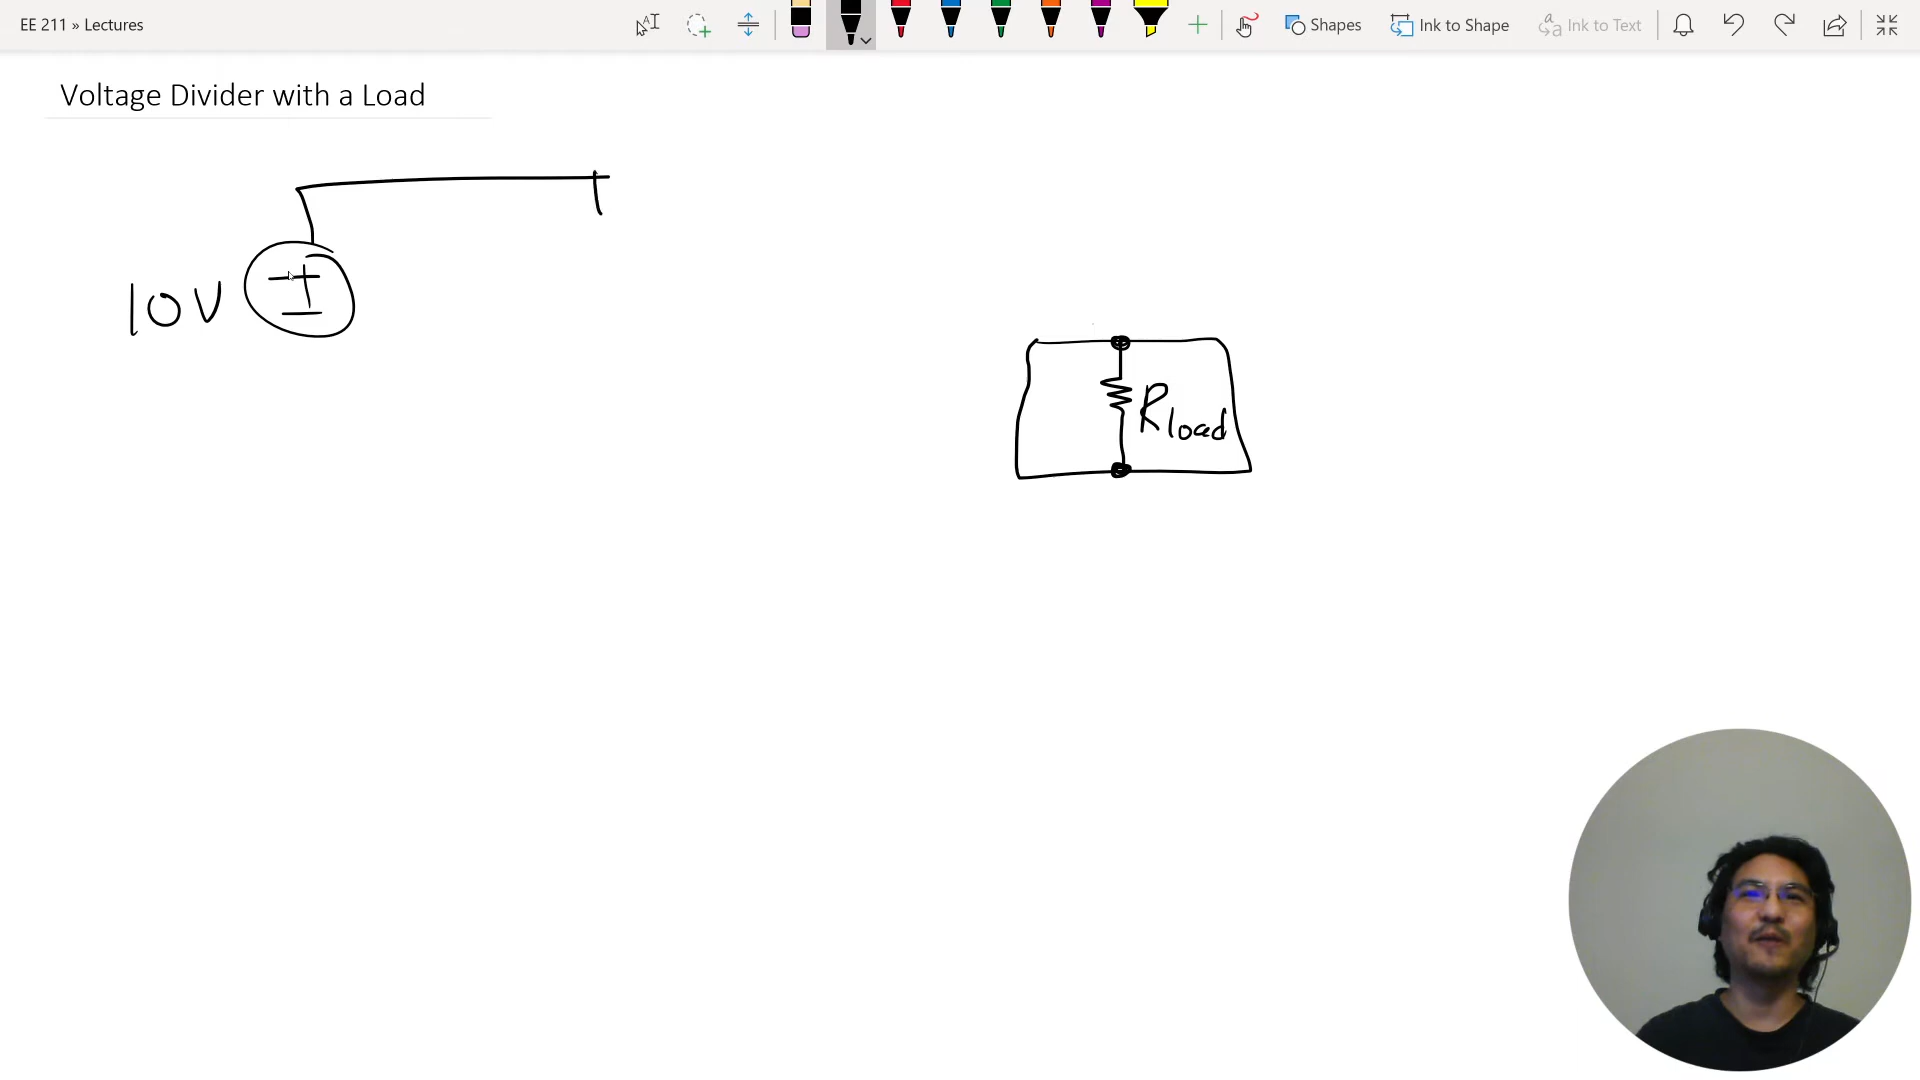 EE 211 » Lectures
Shapes
Ink to Shape
Ink to Text
Voltage Divider with a Load
10V
Rload